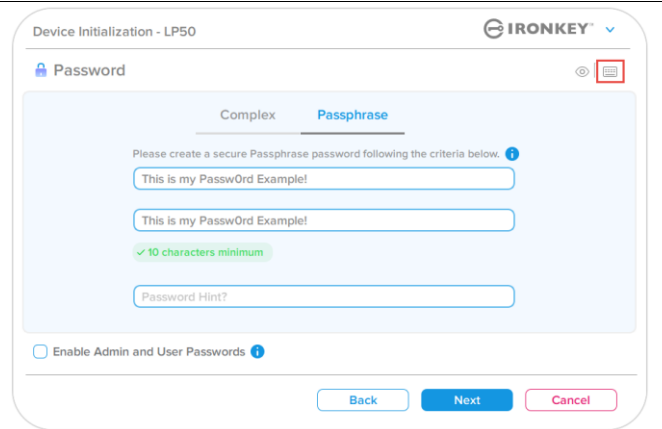 Device Initialization - LP50
IRONKEY
Password
Complex Passphrase
Please create a secure Passphrase password following the criteria below.
This is my Passw0rd Example!
This is my Passw0rd Example!
✓ 10 characters minimum
Password Hint?
Enable Admin and User Passwords
Back Next Cancel